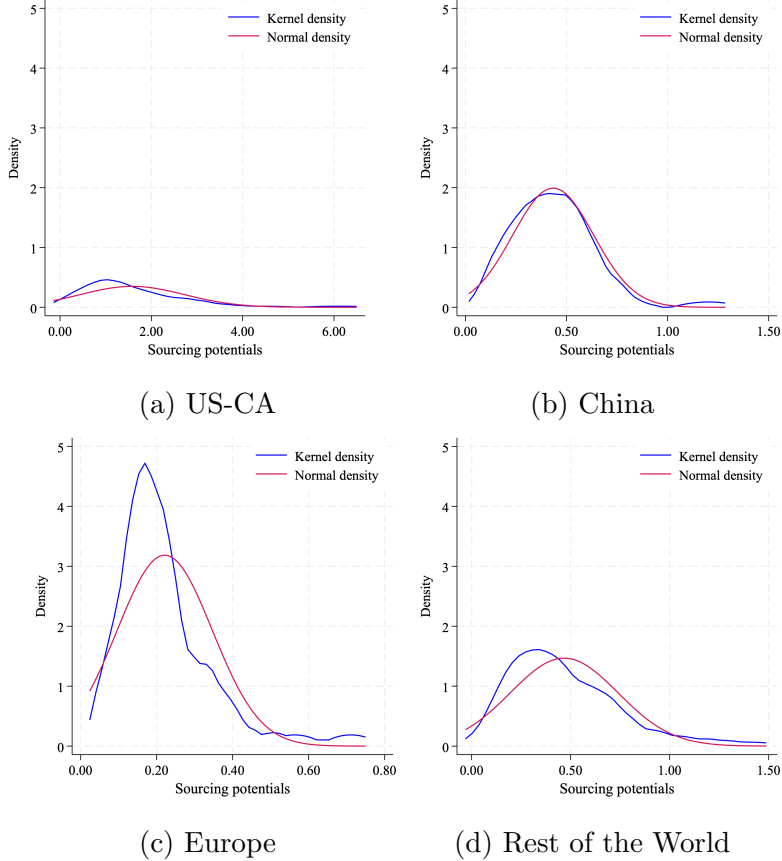 5
4
3
2
1
0
Density
Kernel density
Normal density
0.00 2.00 4.00 6.00
Sourcing potentials
(a) US-CA
5
4
3
2
1
0
Density
Kernel density
Normal density
0.00 0.50 1.00 1.50
Sourcing potentials
(b) China
5
4
3
2
1
0
Density
Kernel density
Normal density
0.00 0.20 0.40 0.60 0.80
Sourcing potentials
(c) Europe
5
4
3
2
1
0
Density
Kernel density
Normal density
0.00 0.50 1.00 1.50
Sourcing potentials
(d) Rest of the World